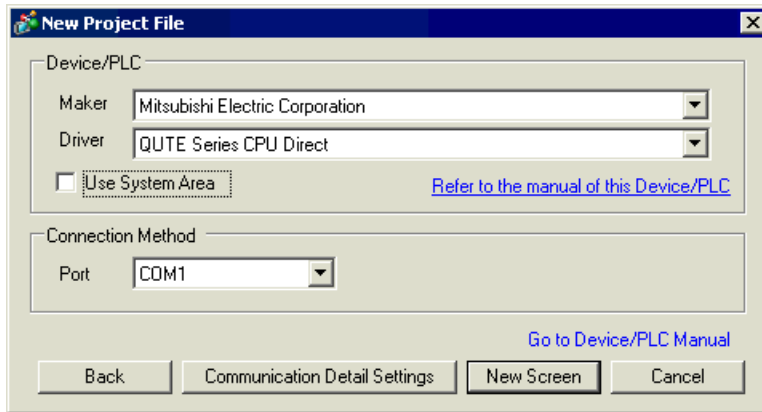 New Project File
Device/PLC
Maker Mitsubishi Electric Corporation
Driver QUTE Series CPU Direct
Use System Area Refer to the manual of this Device/PLC
Connection Method
Port COM1
Go to Device/PLC Manual
Back Communication Detail Settings New Screen Cancel